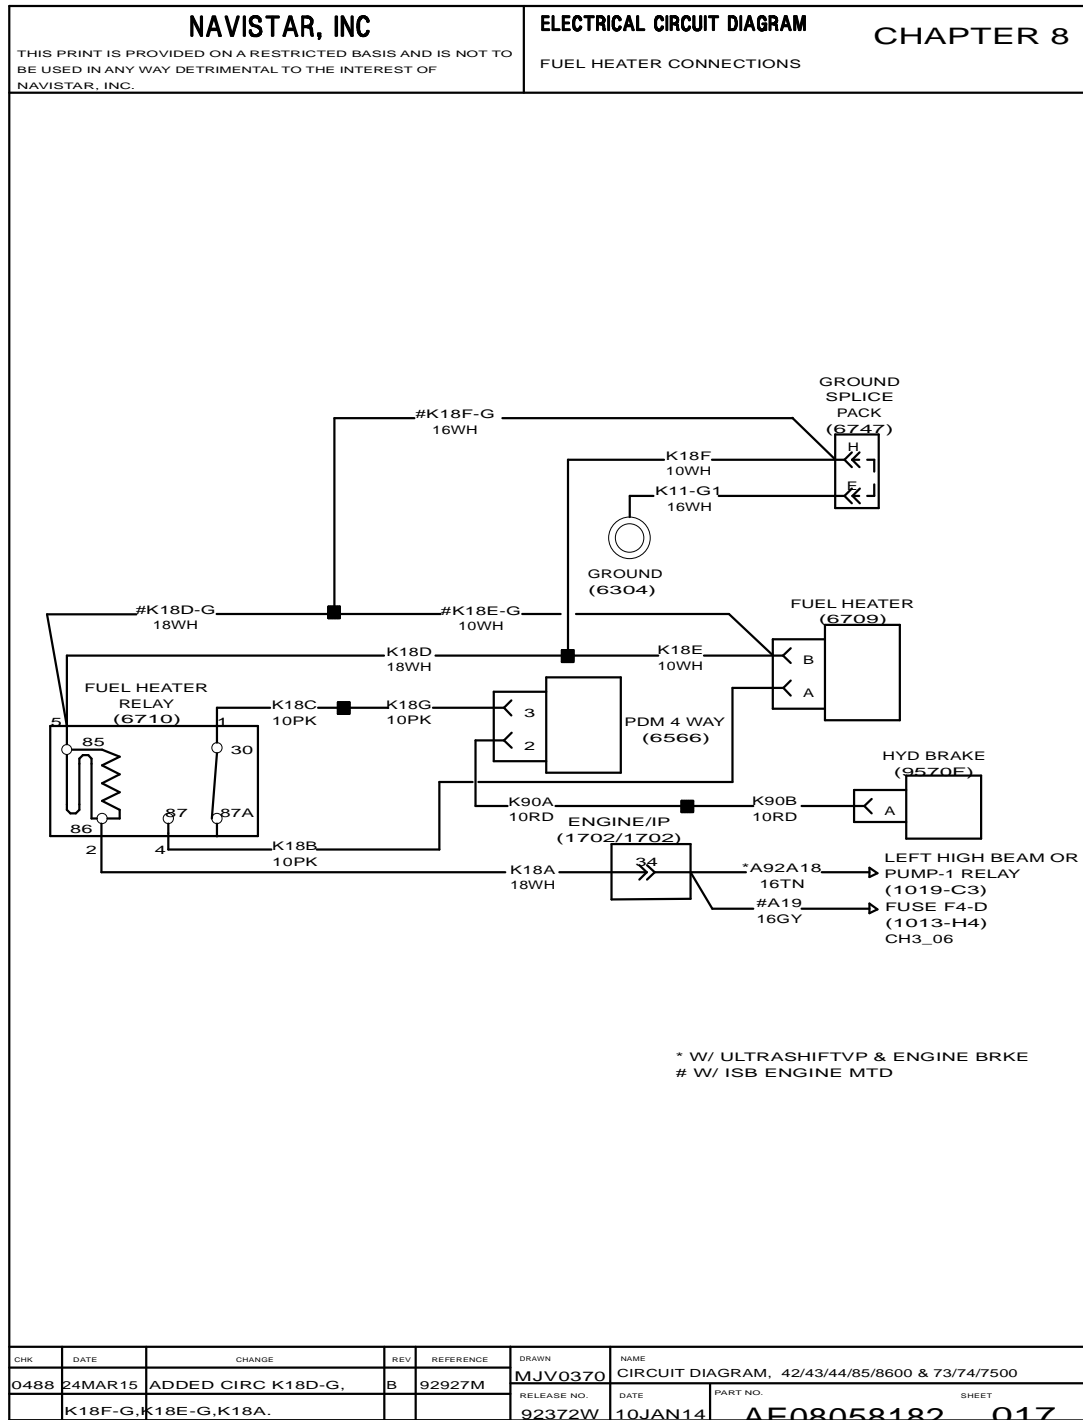 NAVISTAR, INC
THIS PRINT IS PROVIDED ON A RESTRICTED BASIS AND IS NOT TO
BE USED IN ANY WAY DETRIMENTAL TO THE INTEREST OF
NAVISTAR, INC.
ELECTRICAL CIRCUIT DIAGRAM
FUEL HEATER CONNECTIONS
CHAPTER 8
GROUND
SPLICE
PACK
(6747)
#K18F-G
16WH
H
K18F
10WH
E
K11-G1
16WH
GROUND
(6304)
#K18D-G
18WH
#K18E-G
10WH
FUEL HEATER
(6709)
K18D
18WH
K18E
10WH
B
A
FUEL HEATER
RELAY
(6710)
K18C
10PK
K18G
10PK
3
2
PDM 4 WAY
(6566)
5
1
85
30
HYD BRAKE
(9570F)
A
K90A
10RD
K90B
10RD
86
87
87A
2
4
K18B
10PK
ENGINE/IP
(1702/1702)
34
K18A
18WH
*A92A18
16TN
LEFT HIGH BEAM OR
PUMP-1 RELAY
(1019-C3)
#A19
16GY
FUSE F4-D
(1013-H4)
CH3_06
* W/ ULTRASHIFTVP & ENGINE BRKE
# W/ ISB ENGINE MTD
CHK DATE CHANGE REV REFERENCE
0488 24MAR15 ADDED CIRC K18D-G, B 92927M
K18F-G,K18E-G,K18A.
DRAWN
MJV0370
NAME
CIRCUIT DIAGRAM, 42/43/44/85/8600 & 73/74/7500
RELEASE NO.
92372W
DATE
10JAN14
PART NO.
AE08058182
SHEET
017